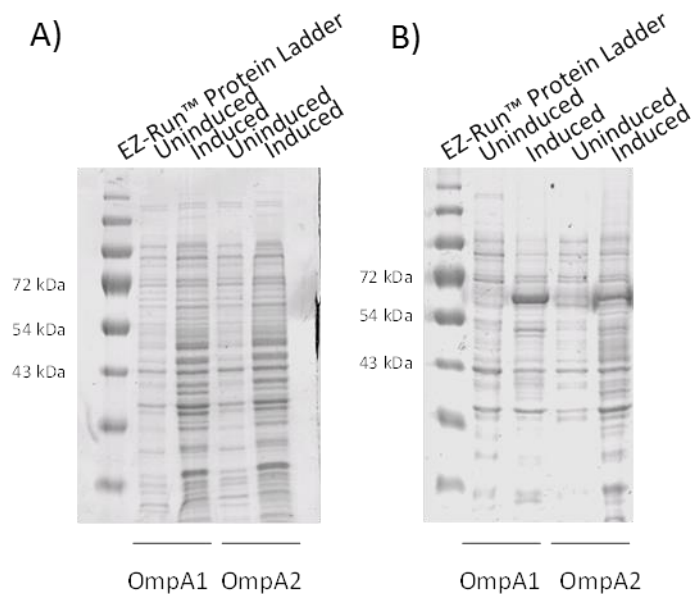 A)
EZ-Run™ Protein Ladder
Uninduced
Induced
Uninduced
Induced
72 kDa
54 kDa
43 kDa
OmpA1 OmpA2
B)
EZ-Run™ Protein Ladder
Uninduced
Induced
Uninduced
Induced
72 kDa
54 kDa
43 kDa
OmpA1 OmpA2